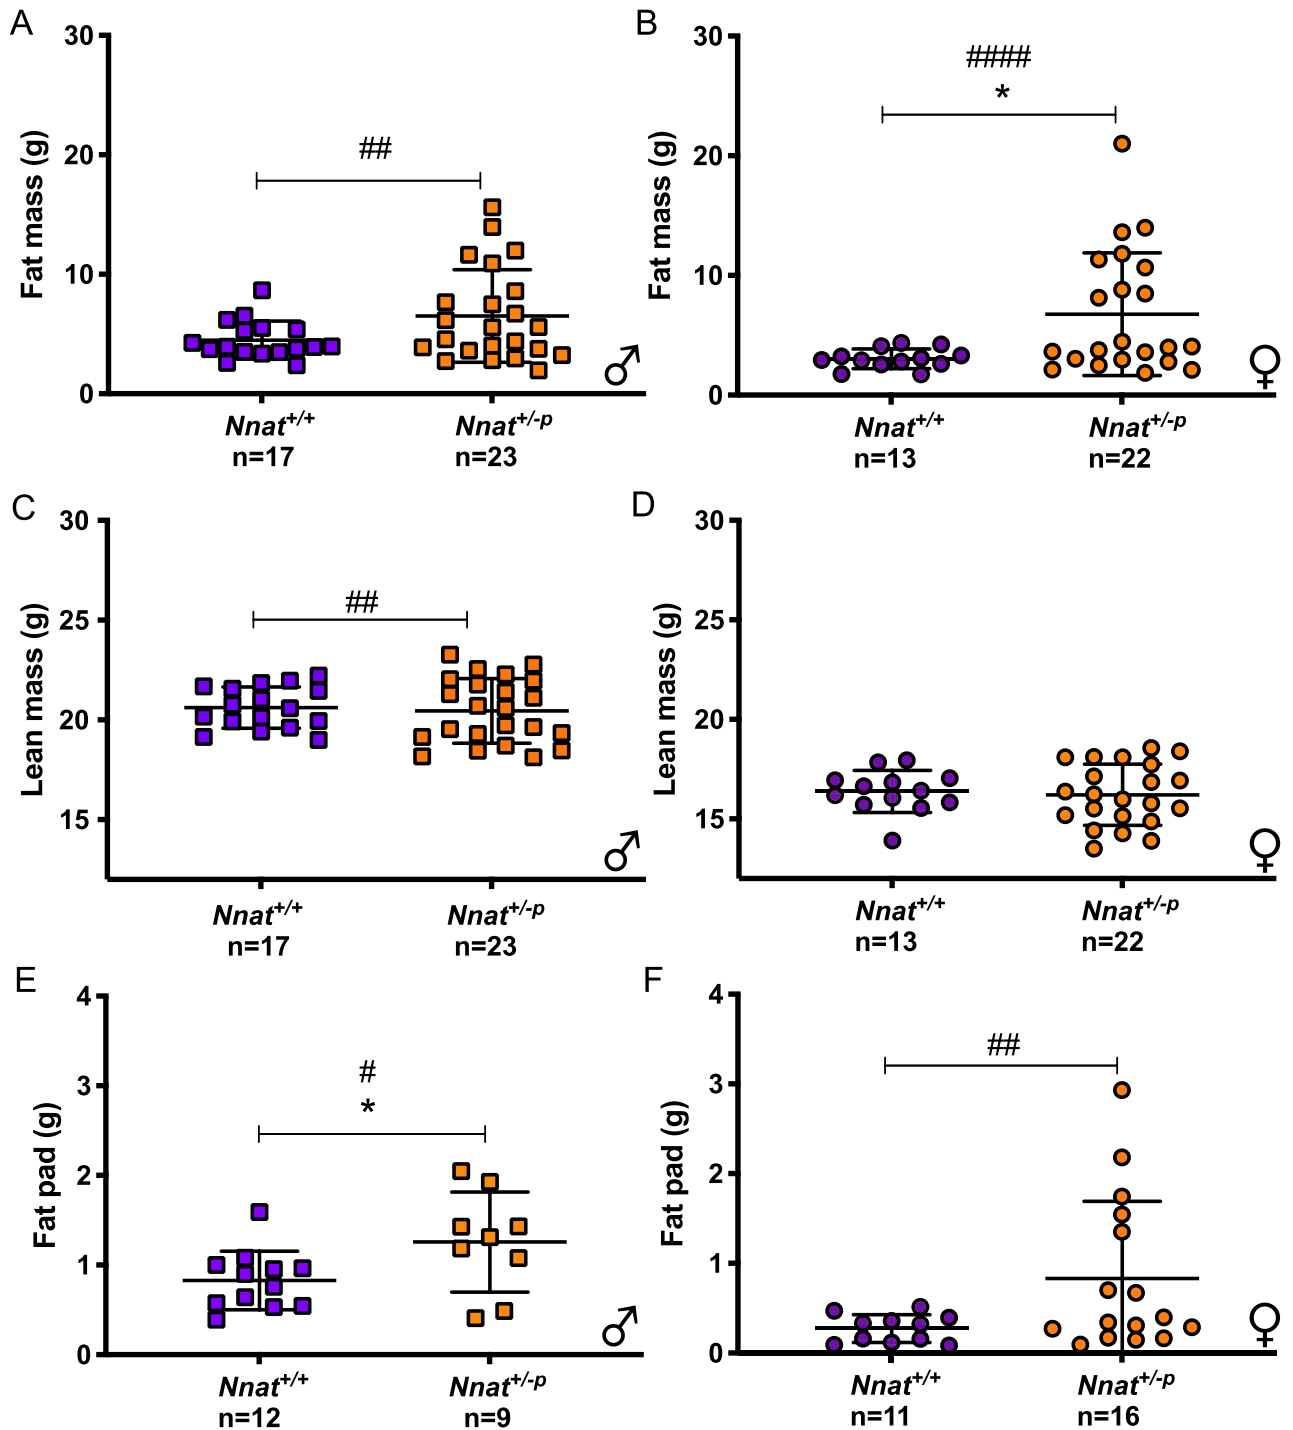 A
30
20
10
0
Fat mass (g)
##
Nnat+/+
n=17
Nnat+/-p
n=23
♂
B
30
20
10
0
Fat mass (g)
####
*
Nnat+/+
n=13
Nnat+/-p
n=22
♀
C
30
25
20
15
Lean mass (g)
##
Nnat+/+
n=17
Nnat+/-p
n=23
♂
D
30
25
20
15
Lean mass (g)
Nnat+/+
n=13
Nnat+/-p
n=22
♀
E
4
3
2
1
0
Fat pad (g)
#
*
Nnat+/+
n=12
Nnat+/-p
n=9
♂
F
4
3
2
1
0
Fat pad (g)
##
Nnat+/+
n=11
Nnat+/-p
n=16
♀